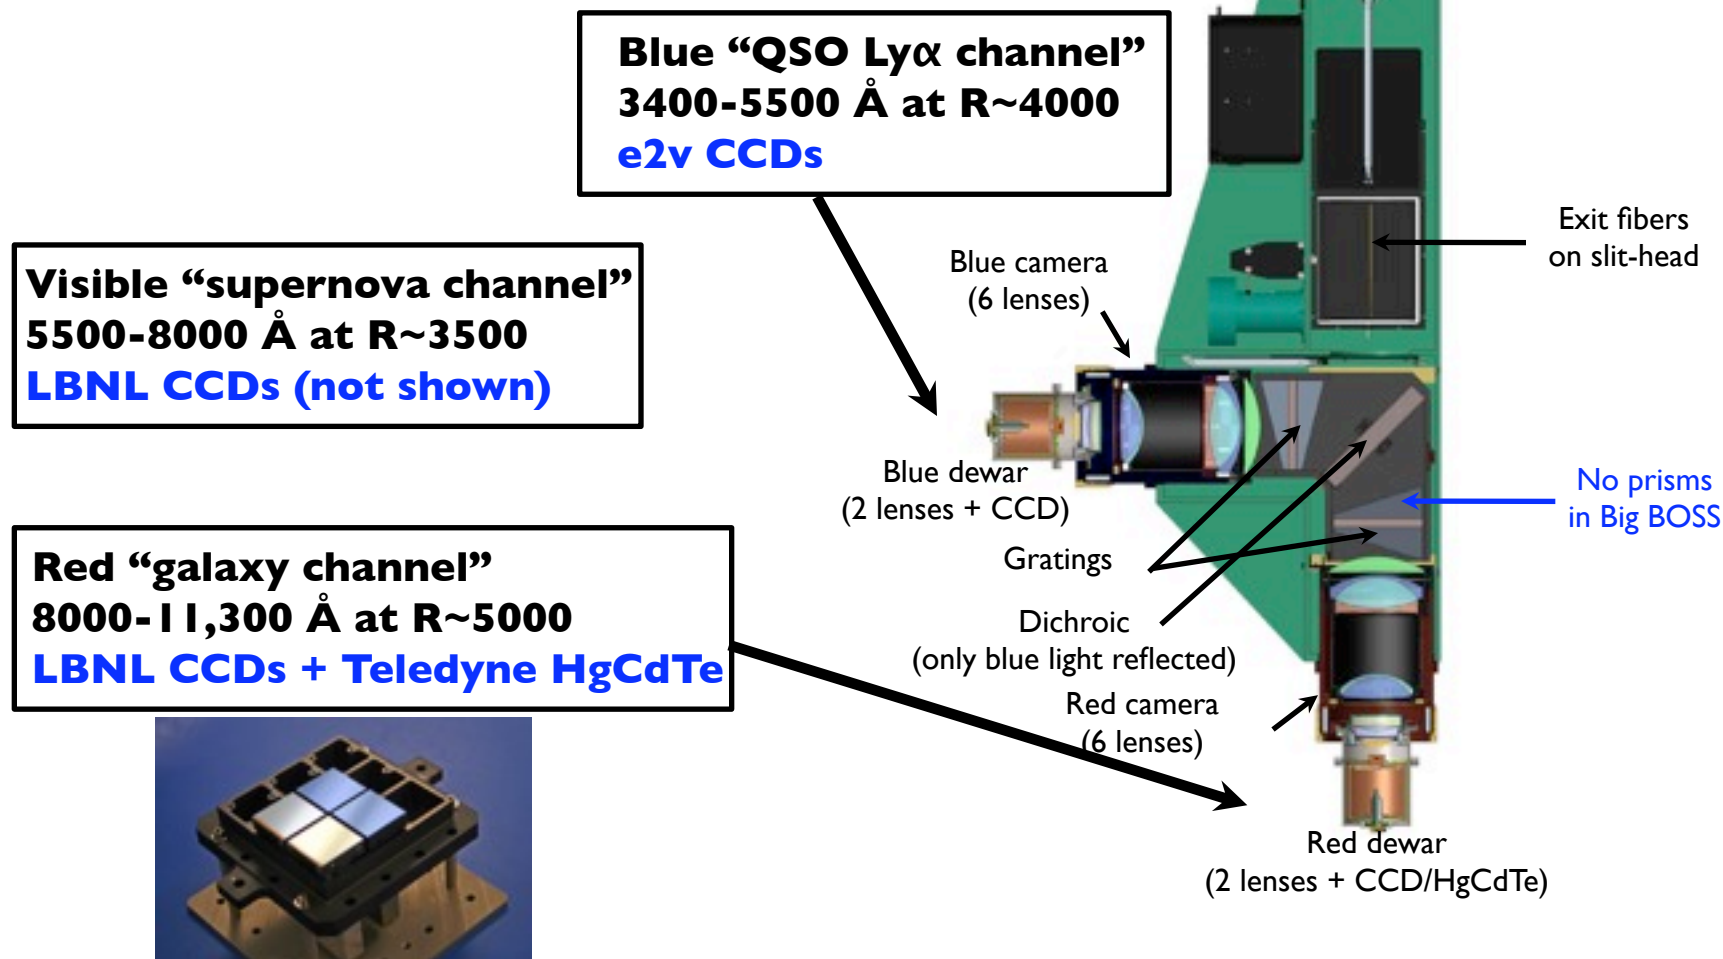 Blue “QSO Lyα channel”
3400-5500 Å at R~4000
e2v CCDs
Visible “supernova channel”
5500-8000 Å at R~3500
LBNL CCDs (not shown)
Red “galaxy channel”
8000-11,300 Å at R~5000
LBNL CCDs + Teledyne HgCdTe
Exit fibers
on slit-head
Blue camera
(6 lenses)
Blue dewar
(2 lenses + CCD)
No prisms
in Big BOSS
Gratings
Dichroic
(only blue light reflected)
Red camera
(6 lenses)
Red dewar
(2 lenses + CCD/HgCdTe)